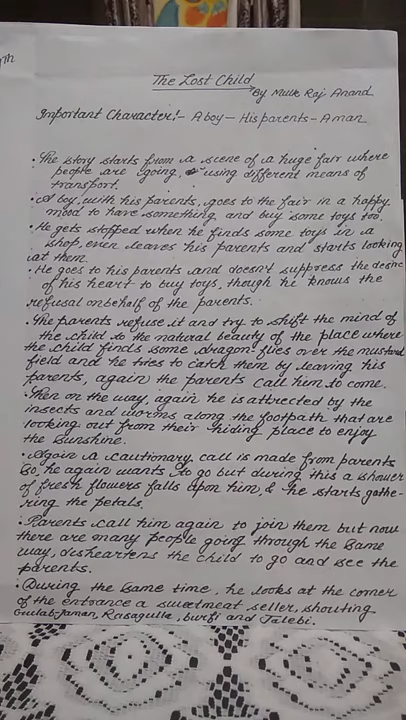 7th
The Lost Child
By Mulk Raj Anand
Important Character:- A boy - His parents - A man
• The story starts from a scene of a huge fair where
people are going, using different means of
transport.
• A boy, with his parents, goes to the fair in a happy
mood to have something, and buy some toys too.
• He gets stopped when he finds some toys in a
shop, even leaves his parents and starts looking
at them.
• He goes to his parents and doesn't suppress the desire
of his heart to buy toys, though he knows the
refusal onbehalf of the parents.
• The parents refuse it and try to shift the mind of
the child to the natural beauty of the place where
the child finds some dragon flies over the mustard
field and he tries to catch them by leaving his
parents, again the parents call him to come.
• Then on the way, again he is attrected by the
insects and worms along the footpath that are
looking out from their hiding place to enjoy
the sunshine.
• Again a cautionary call is made from parents
So, he again wants to go but during this a shower
of fresh flowers falls upon him, & he starts gathe-
ring the petals.
• Parents call him again to join them but now
there are many people going through the same
way, disheartens the child to go and see the
parents.
• During the same time, he looks at the corner
of the entrance a sweetmeat seller, shouting
Gulab-Jaman, Rasagulla, burfi and Jalebi.